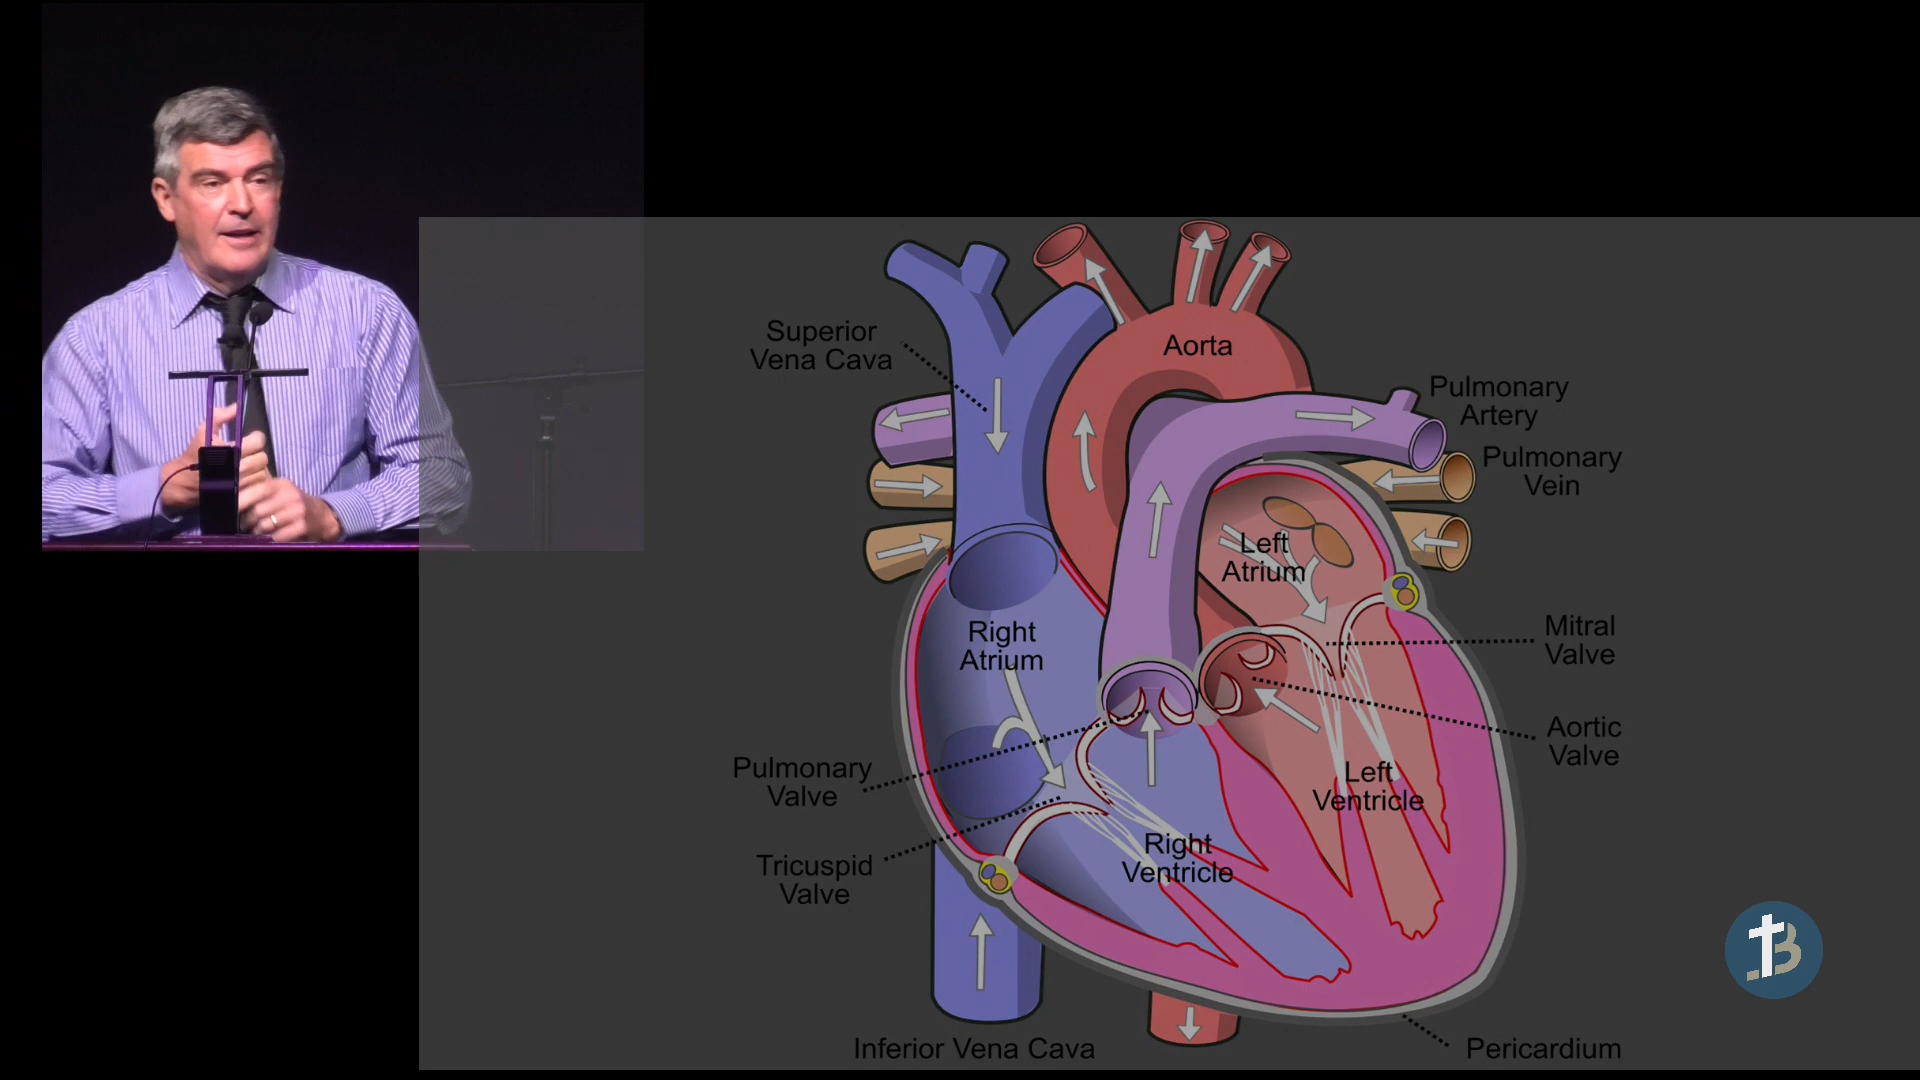 Superior
Vena Cava
Aorta
Pulmonary
Artery
Pulmonary
Vein
Left
Atrium
Right
Atrium
Mitral
Valve
Aortic
Valve
Pulmonary
Valve
Left
Ventricle
Tricuspid
Valve
Right
Ventricle
Inferior Vena Cava
Pericardium